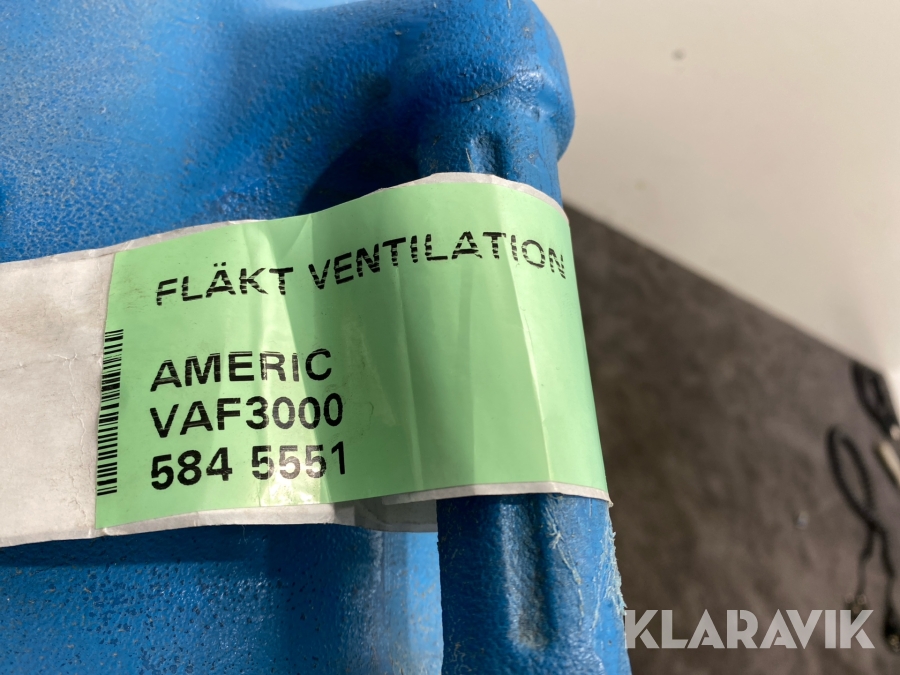 FLÄKT VENTILATION
AMERIC
VAF3000
584 5551
KLARAVIK